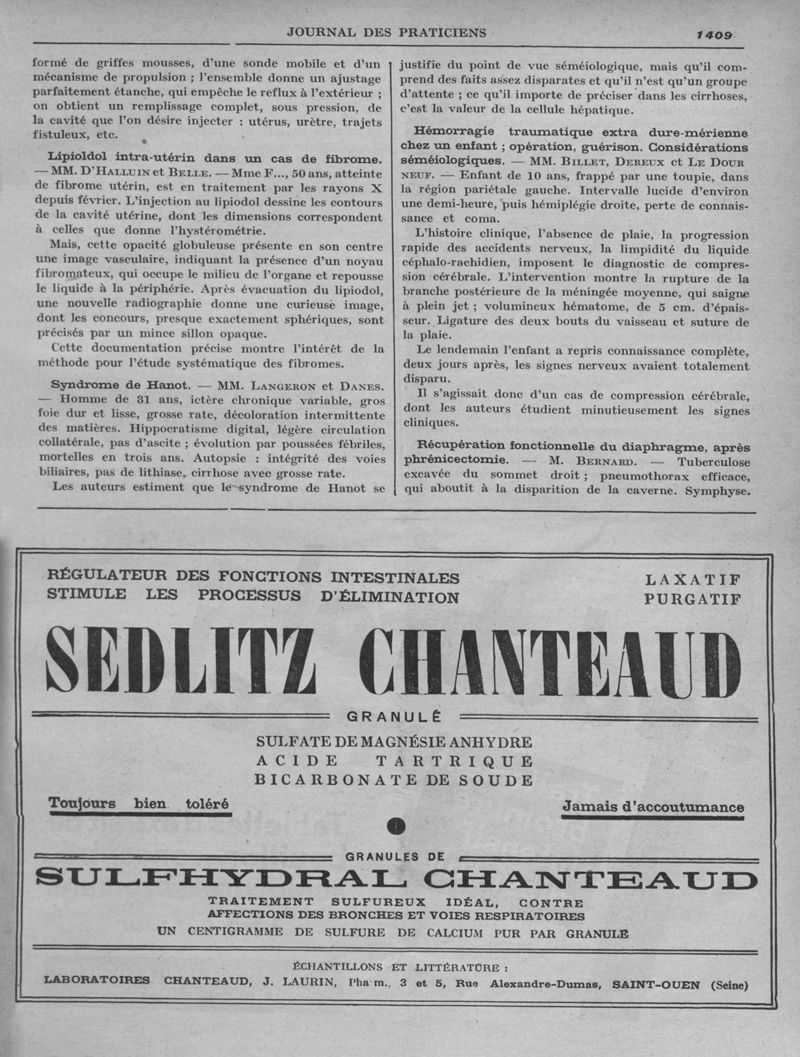 JOURNAL DES PRATICIENS
1409
formé de griffes mousses, d'une sonde mobile et d'un
mécanisme de propulsion ; l'ensemble donne un ajustage
parfaitement étanche, qui empêche le reflux à l'extérieur ;
on obtient un remplissage complet, sous pression, de
la cavité que l'on désire injecter : utérus, urètre, trajets
fistuleux, etc.
Lipioldol intra-utérin dans un cas de fibrome.
— MM. D'HALLUIN et BELLE. — Mme F..., 50 ans, atteinte
de fibrome utérin, est en traitement par les rayons X
depuis février. L'injection au lipiodol dessine les contours
de la cavité utérine, dont les dimensions correspondent
à celles que donne l'hystérométrie.
Mais, cette opacité globuleuse présente en son centre
une image vasculaire, indiquant la présence d'un noyau
fibromateux, qui occupe le milieu de l'organe et repousse
le liquide à la périphérie. Après évacuation du lipiodol,
une nouvelle radiographie donne une curieuse image,
dont les concours, presque exactement sphériques, sont
précisés par un mince sillon opaque.
Cette documentation précise montre l'intérêt de la
méthode pour l'étude systématique des fibromes.
Syndrome de Hanot. — MM. LANGERON et DANES.
— Homme de 31 ans, ictère chronique variable, gros
foie dur et lisse, grosse rate, décoloration intermittente
des matières. Hippocratisme digital, légère circulation
collatérale, pas d'ascite ; évolution par poussées fébriles,
mortelles en trois ans. Autopsie : intégrité des voies
biliaires, pas de lithiase, cirrhose avec grosse rate.
Les auteurs estiment que le syndrome de Hanot se
justifie du point de vue séméiologique, mais qu'il com-
prend des faits assez disparates et qu'il n'est qu'un groupe
d'attente ; ce qu'il importe de préciser dans les cirrhoses,
c'est la valeur de la cellule hépatique.
Hémorragie traumatique extra dure-mérienne
chez un enfant ; opération, guérison. Considérations
séméiologiques. — MM. BILLET, DEREUX et LE DOUR
NEUF. — Enfant de 10 ans, frappé par une toupie, dans
la région pariétale gauche. Intervalle lucide d'environ
une demi-heure, puis hémiplégie droite, perte de connais-
sance et coma.
L'histoire clinique, l'absence de plaie, la progression
rapide des accidents nerveux, la limpidité du liquide
céphalo-rachidien, imposent le diagnostic de compres-
sion cérébrale. L'intervention montre la rupture de la
branche postérieure de la méningée moyenne, qui saigne
à plein jet ; volumineux hématome, de 5 cm. d'épais-
seur. Ligature des deux bouts du vaisseau et suture de
la plaie.
Le lendemain l'enfant a repris connaissance complète,
deux jours après, les signes nerveux avaient totalement
disparu.
Il s'agissait donc d'un cas de compression cérébrale,
dont les auteurs étudient minutieusement les signes
cliniques.
Récupération fonctionnelle du diaphragme, après
phrénicectomie. — M. BERNARD. — Tuberculose
excavée du sommet droit ; pneumothorax efficace,
qui aboutit à la disparition de la caverne. Symphyse.
RÉGULATEUR DES FONCTIONS INTESTINALES
STIMULE LES PROCESSUS D'ÉLIMINATION
LAXATIF
PURGATIF
SEDLITZ CHANTEAUD
GRANULÉ
SULFATE DE MAGNÉSIE ANHYDRE
ACIDE TARTRIQUE
BICARBONATE DE SOUDE
Toujours bien toléré
Jamais d'accoutumance
GRANULES DE
SULFHYDRAL CHANTEAUD
TRAITEMENT SULFUREUX IDÉAL, CONTRE
AFFECTIONS DES BRONCHES ET VOIES RESPIRATOIRES
UN CENTIGRAMME DE SULFURE DE CALCIUM PUR PAR GRANULE
ÉCHANTILLONS ET LITTÉRATURE :
LABORATOIRES CHANTEAUD, J. LAURIN, Pharm., 3 et 5, Rue Alexandre-Dumas, SAINT-OUEN (Seine)